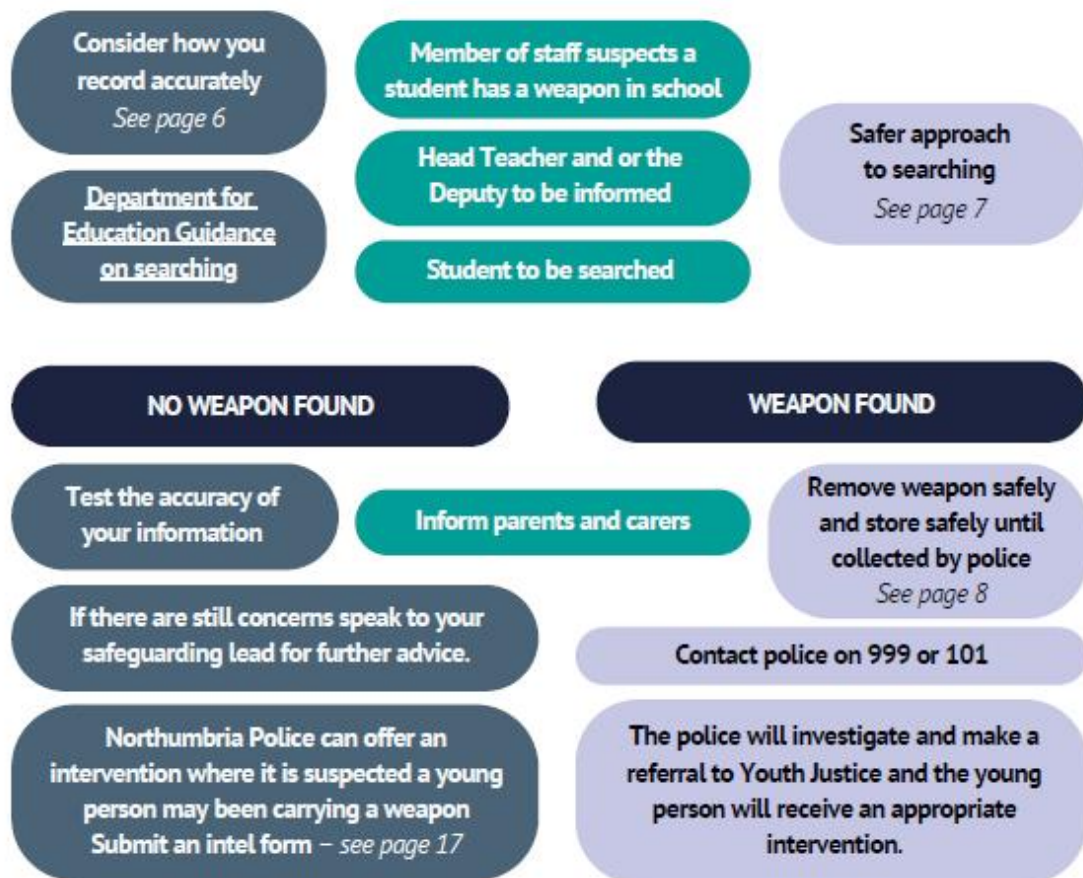 Consider how you
record accurately
See page 6
Member of staff suspects a
student has a weapon in school
Head Teacher and or the
Deputy to be informed
Safer approach
to searching
See page 7
Department for
Education Guidance
on searching
Student to be searched
NO WEAPON FOUND
WEAPON FOUND
Test the accuracy of
your information
Inform parents and carers
Remove weapon safely
and store safely until
collected by police
See page 8
If there are still concerns speak to your
safeguarding lead for further advice.
Contact police on 999 or 101
Northumbria Police can offer an
intervention where it is suspected a young
person may been carrying a weapon
Submit an intel form – see page 17
The police will investigate and make a
referral to Youth Justice and the young
person will receive an appropriate
intervention.